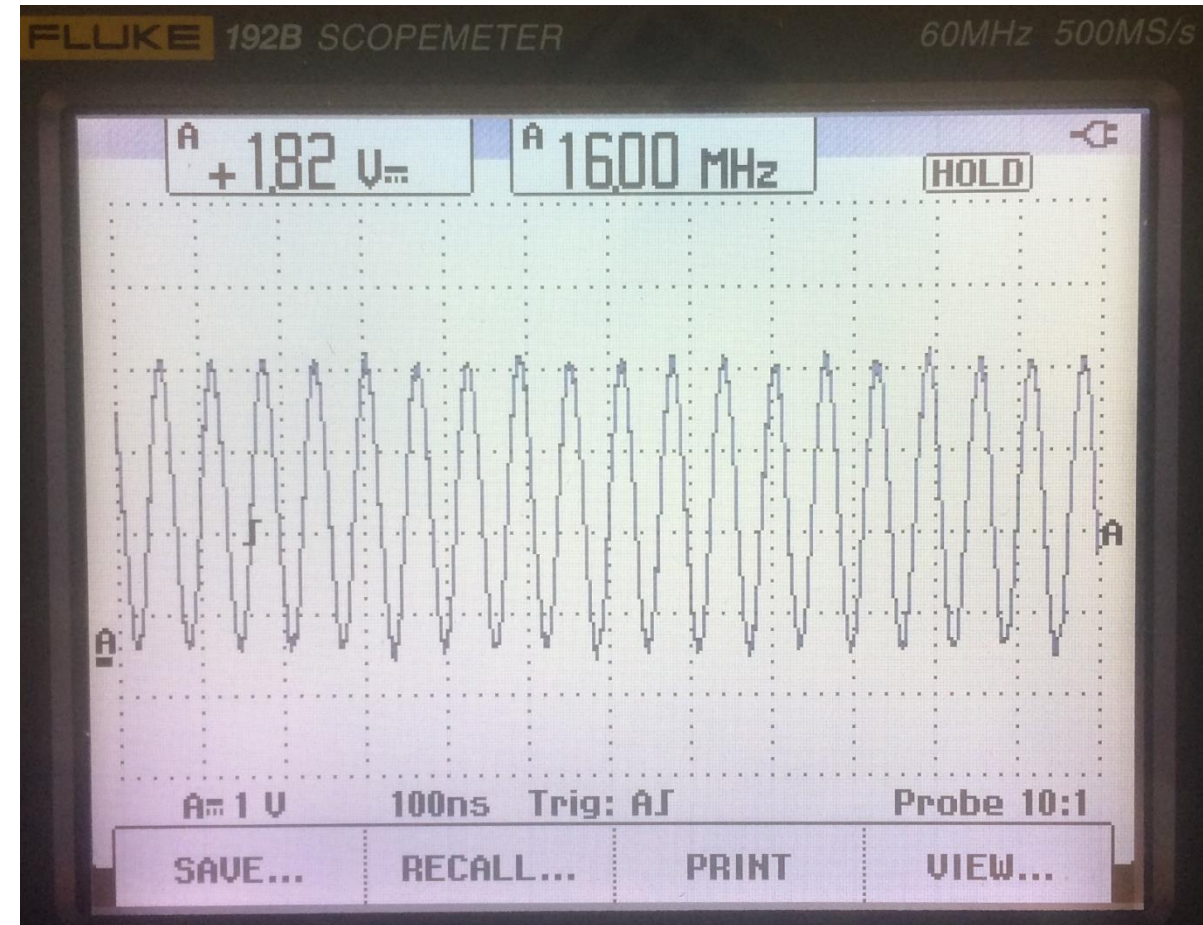 FLUKE 192B SCOPEMETER 60MHz 500MS/s
A +1.82 V A 16.00 MHz HOLD
A
A
A 1 V 100ns Trig: A Probe 10:1
SAVE... RECALL... PRINT VIEW...